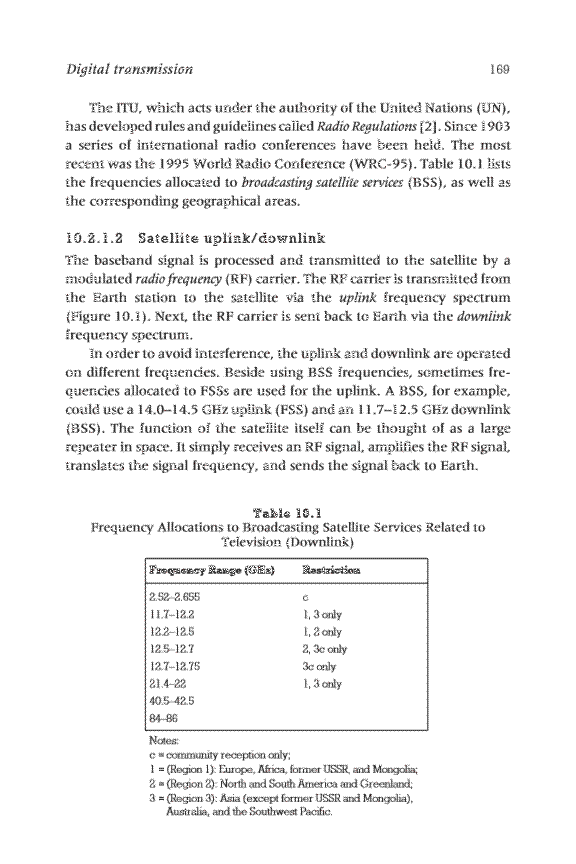 Digital transmission 169
The ITU, which acts under the authority of the United Nations (UN),
has developed rules and guidelines called Radio Regulations [2]. Since 1903
a series of international radio conferences have been held. The most
recent was the 1995 World Radio Conference (WRC-95). Table 10.1 lists
the frequencies allocated to broadcasting satellite services (BSS), as well as
the corresponding geographical areas.
10.2.1.2 Satellite uplink/downlink
The baseband signal is processed and transmitted to the satellite by a
modulated radio frequency (RF) carrier. The RF carrier is transmitted from
the Earth station to the satellite via the uplink frequency spectrum
(Figure 10.1). Next, the RF carrier is sent back to Earth via the downlink
frequency spectrum.
In order to avoid interference, the uplink and downlink are operated
on different frequencies. Beside using BSS frequencies, sometimes fre-
quencies allocated to FSSs are used for the uplink. A BSS, for example,
could use a 14.0–14.5 GHz uplink (FSS) and an 11.7–12.5 GHz downlink
(BSS). The function of the satellite itself can be thought of as a large
repeater in space. It simply receives an RF signal, amplifies the RF signal,
translates the signal frequency, and sends the signal back to Earth.
Table 10.1
Frequency Allocations to Broadcasting Satellite Services Related to
Television (Downlink)
Frequency Range (GHz) Restriction
2.52–2.655 c
11.7–12.2 1, 3 only
12.2–12.5 1, 2 only
12.5–12.7 2, 3c only
12.7–12.75 3c only
21.4–22 1, 3 only
40.5–42.5
84–86
Notes:
c = community reception only;
1 = (Region 1): Europe, Africa, former USSR, and Mongolia;
2 = (Region 2): North and South America and Greenland;
3 = (Region 3): Asia (except former USSR and Mongolia),
Australia, and the Southwest Pacific.